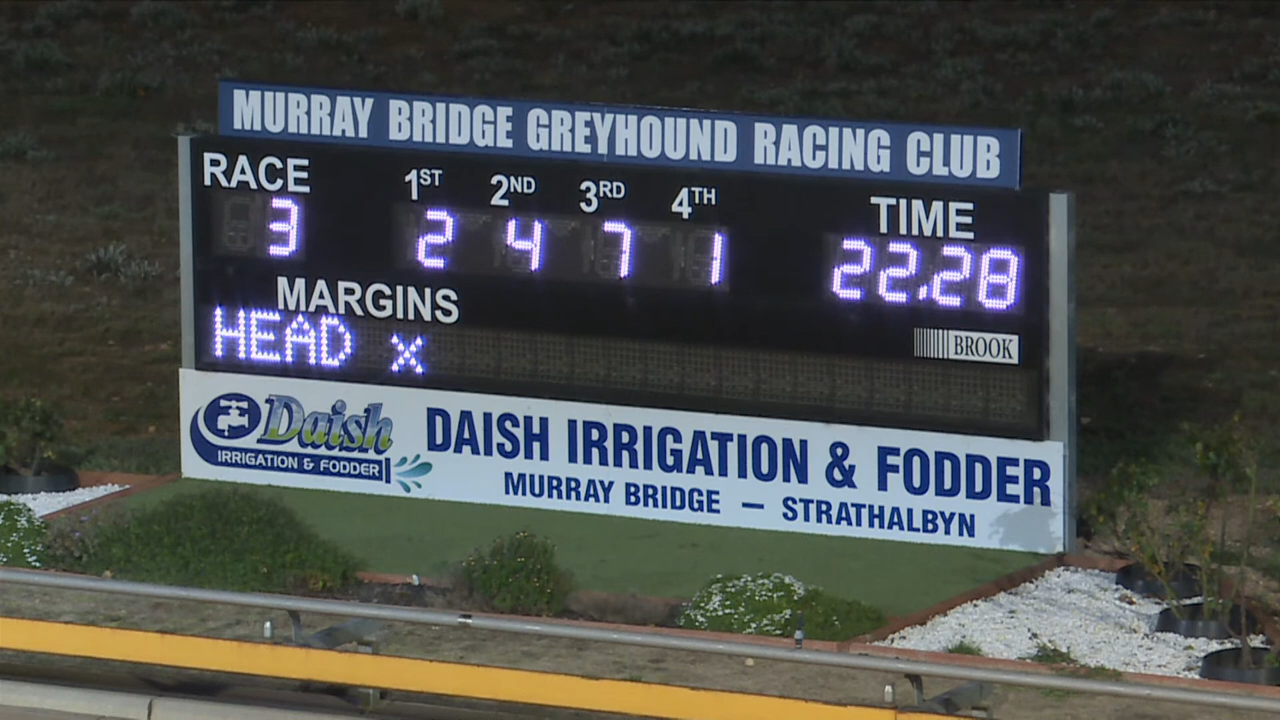 MURRAY BRIDGE GREYHOUND RACING CLUB
RACE 1ST 2ND 3RD 4TH TIME
3 2 4 7 1 22.28
MARGINS
HEAD x
BROOK
Daish
IRRIGATION & FODDER
DAISH IRRIGATION & FODDER
MURRAY BRIDGE – STRATHALBYN